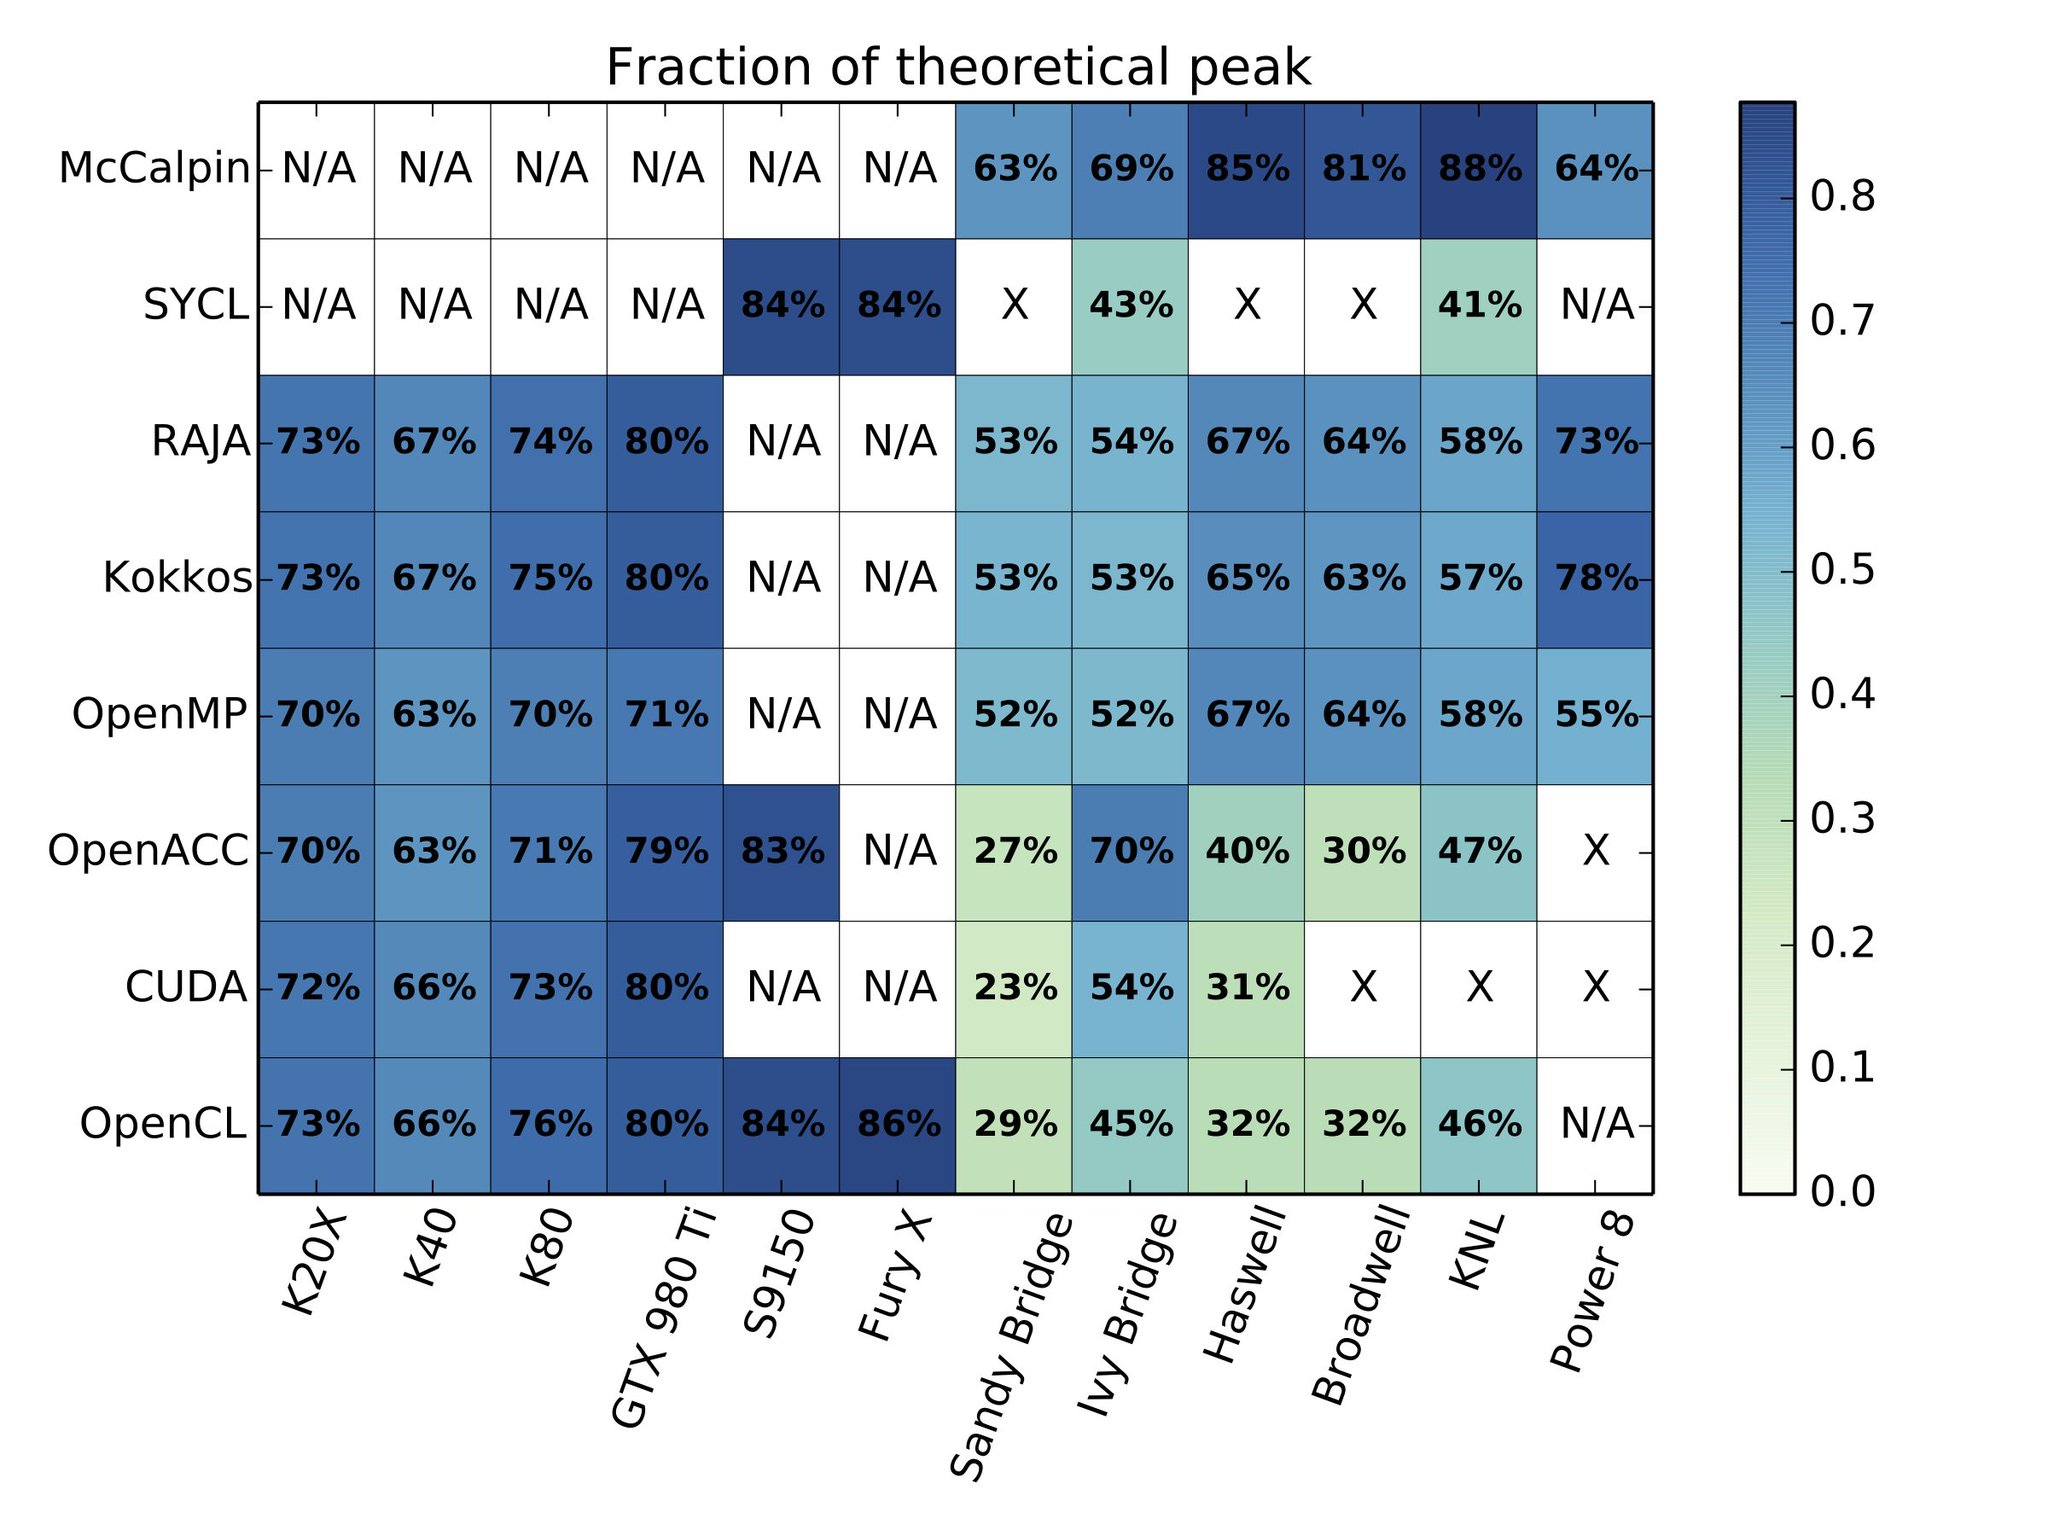 Fraction of theoretical peak
McCalpin N/A N/A N/A N/A N/A N/A 63% 69% 85% 81% 88% 64%
SYCL N/A N/A N/A N/A 84% 84% X 43% X X 41% N/A
RAJA 73% 67% 74% 80% N/A N/A 53% 54% 67% 64% 58% 73%
Kokkos 73% 67% 75% 80% N/A N/A 53% 53% 65% 63% 57% 78%
OpenMP 70% 63% 70% 71% N/A N/A 52% 52% 67% 64% 58% 55%
OpenACC 70% 63% 71% 79% 83% N/A 27% 70% 40% 30% 47% X
CUDA 72% 66% 73% 80% N/A N/A 23% 54% 31% X X X
OpenCL 73% 66% 76% 80% 84% 86% 29% 45% 32% 32% 46% N/A
K20X K40 K80 GTX 980 Ti S9150 Fury X Sandy Bridge Ivy Bridge Haswell Broadwell KNL Power 8
0.8
0.7
0.6
0.5
0.4
0.3
0.2
0.1
0.0